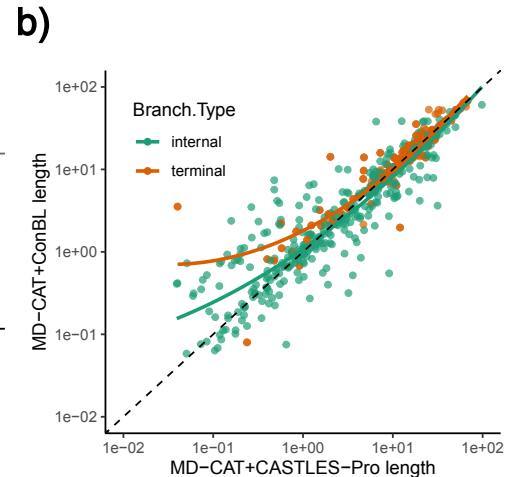 b)
1e+02
1e+01
1e+00
1e−01
1e−02
MD−CAT+ConBL length
Branch.Type
internal
terminal
1e−02 1e−01 1e+00 1e+01 1e+02
MD−CAT+CASTLES−Pro length